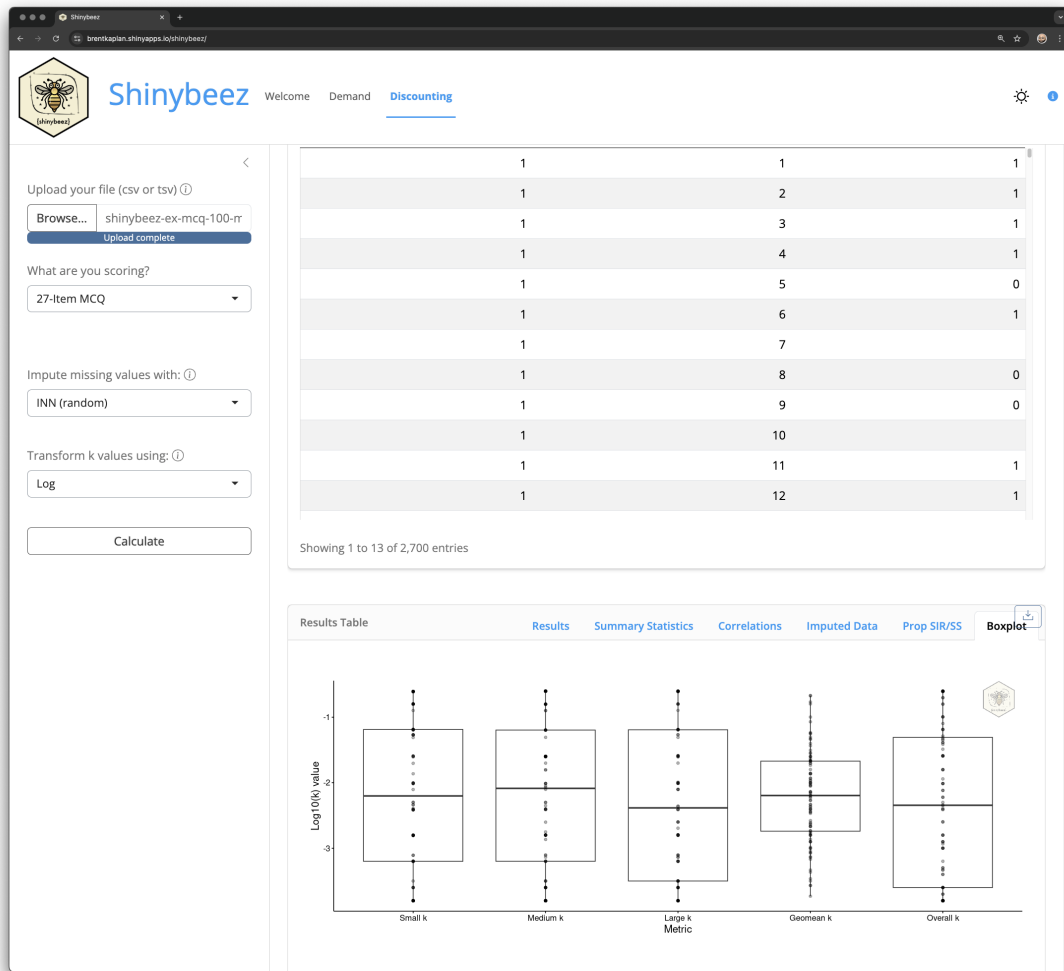 Shinybeez
brentkaplan.shinyapps.io/shinybeez/
{shinybeez}
Shinybeez
Welcome Demand Discounting
Upload your file (csv or tsv)
Browse... shinybeez-ex-mcq-100-m
Upload complete
What are you scoring?
27-Item MCQ
Impute missing values with:
INN (random)
Transform k values using:
Log
Calculate
1 1 1
1 2 1
1 3 1
1 4 1
1 5 0
1 6 1
1 7
1 8 0
1 9 0
1 10
1 11 1
1 12 1
Showing 1 to 13 of 2,700 entries
Results Table
Results Summary Statistics Correlations Imputed Data Prop SIR/SS Boxplot
Log10(k) value
-1
-2
-3
Small k Medium k Large k Geomean k Overall k
Metric